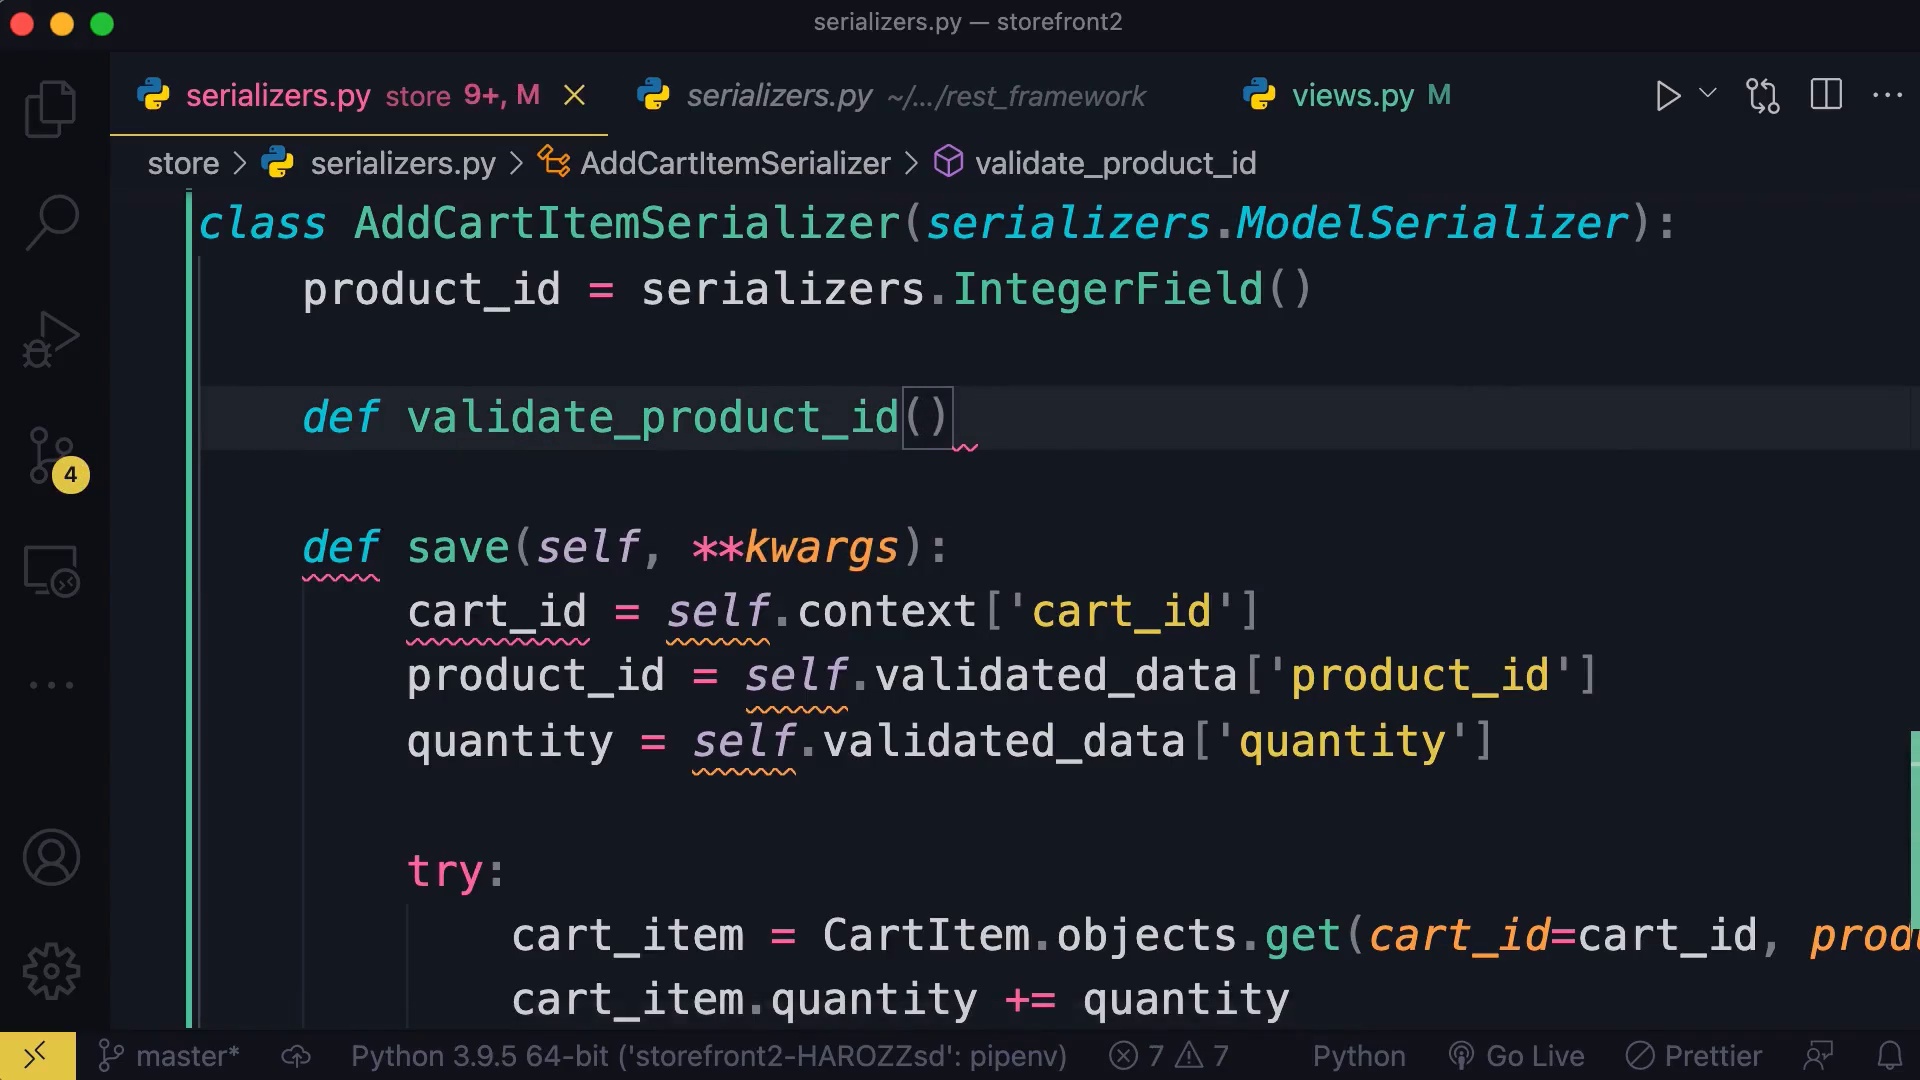 serializers.py — storefront2
serializers.py store 9+, M serializers.py ~/.../rest_framework views.py M
store > serializers.py > AddCartItemSerializer > validate_product_id
class AddCartItemSerializer(serializers.ModelSerializer):
product_id = serializers.IntegerField()
def validate_product_id()
def save(self, **kwargs):
cart_id = self.context['cart_id']
product_id = self.validated_data['product_id']
quantity = self.validated_data['quantity']
try:
cart_item = CartItem.objects.get(cart_id=cart_id, prod
cart_item.quantity += quantity
4
master* Python 3.9.5 64-bit ('storefront2-HAROZZsd': pipenv) 7 7 Python Go Live Prettier